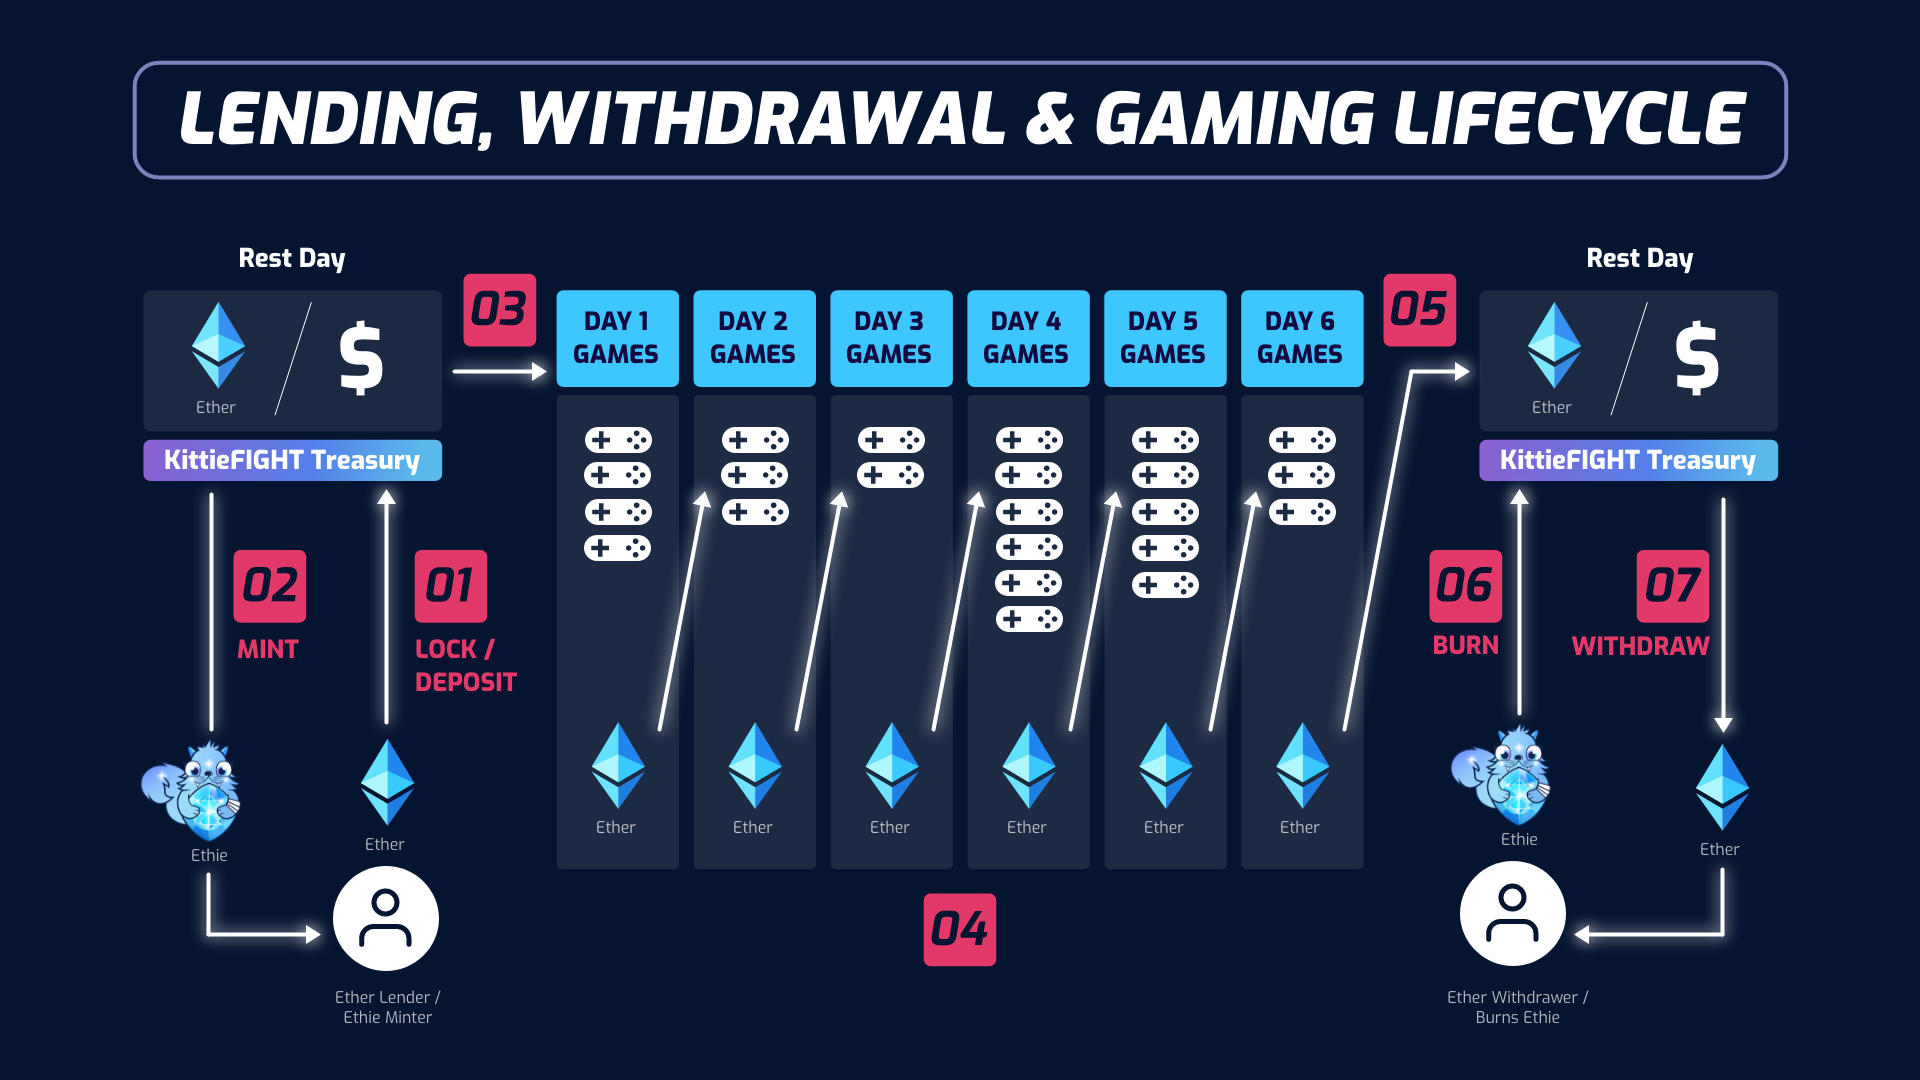 LENDING, WITHDRAWAL & GAMING LIFECYCLE
Rest Day
Ether
$
KittieFIGHT Treasury
02
MINT
01
LOCK /
DEPOSIT
Ethie
Ether
Ether Lender /
Ethie Minter
03
DAY 1
GAMES
Ether
DAY 2
GAMES
Ether
DAY 3
GAMES
Ether
DAY 4
GAMES
Ether
DAY 5
GAMES
Ether
DAY 6
GAMES
Ether
04
05
Rest Day
Ether
$
KittieFIGHT Treasury
06
BURN
07
WITHDRAW
Ethie
Ether
Ether Withdrawer /
Burns Ethie